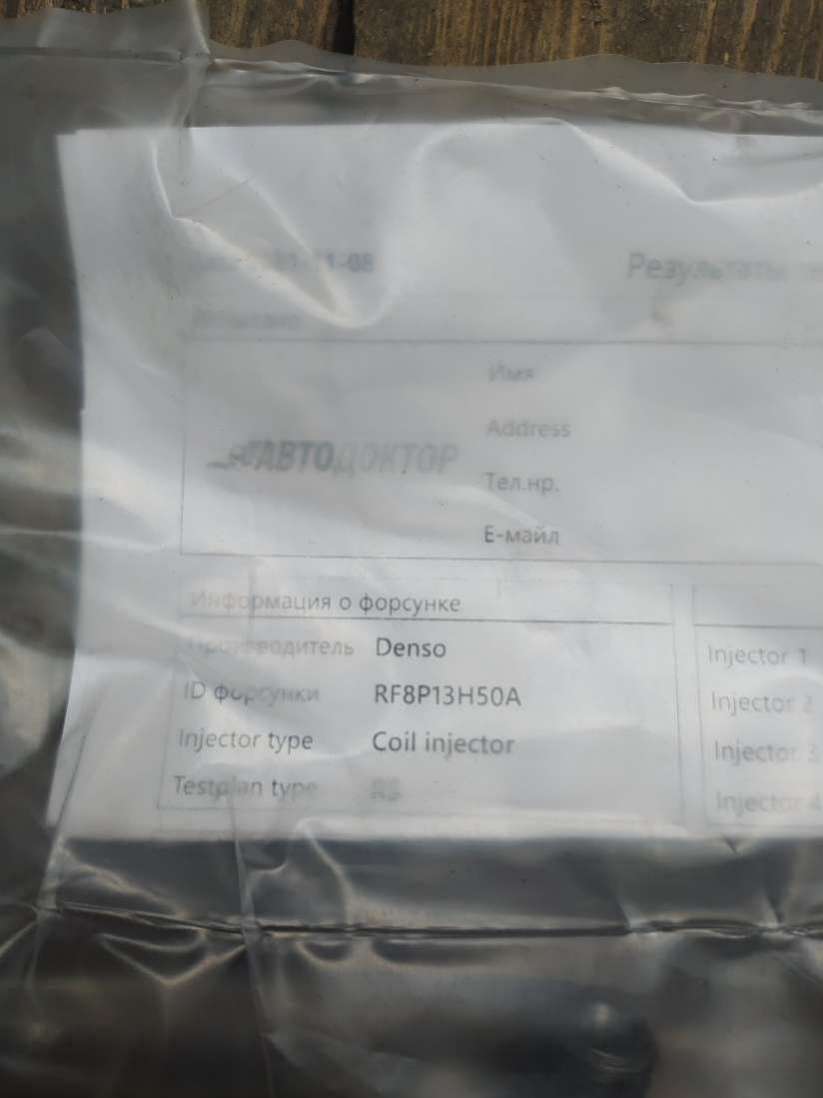 Результаты
Имя
Address
АВТОДОКТОР
Тел.нр.
Е-майл
Информация о форсунке
Производитель Denso
Injector 1
ID форсунки RF8P13H50A
Injector 2
Injector type Coil injector
Injector 3
Testplan type
Injector 4